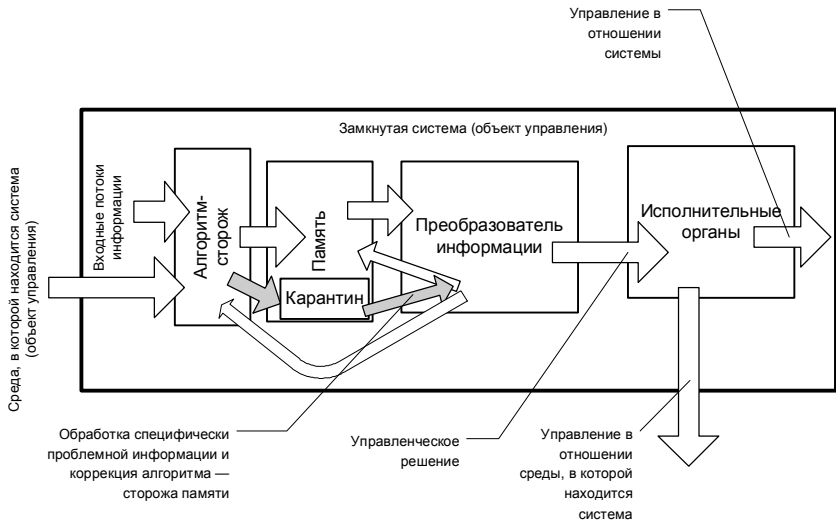 Управление в
отношении
системы
Замкнутая система (объект управления)
Среда, в которой находится система
(объект управления)
Входные потоки
информации
Алгоритм-
сторож
Память
Карантин
Преобразователь
информации
Исполнительные
органы
Обработка специфически
проблемной информации и
коррекция алгоритма —
сторожа памяти
Управленческое
решение
Управление в
отношении
среды, в которой
находится
система